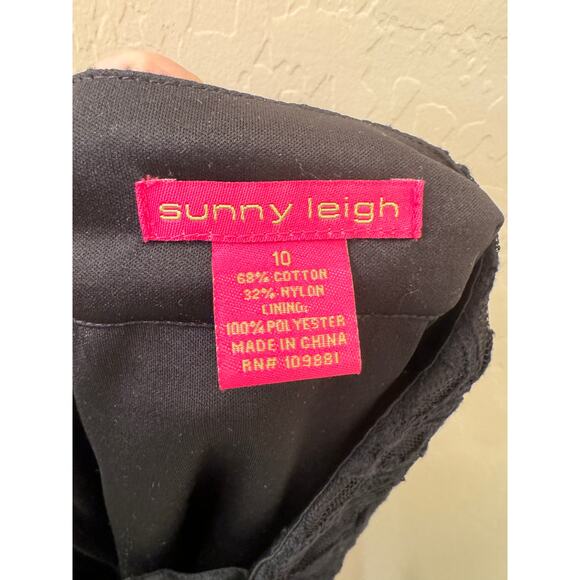 sunny leigh
10
68% COTTON
32% NYLON
LINING:
100% POLYESTER
MADE IN CHINA
RN# 109881